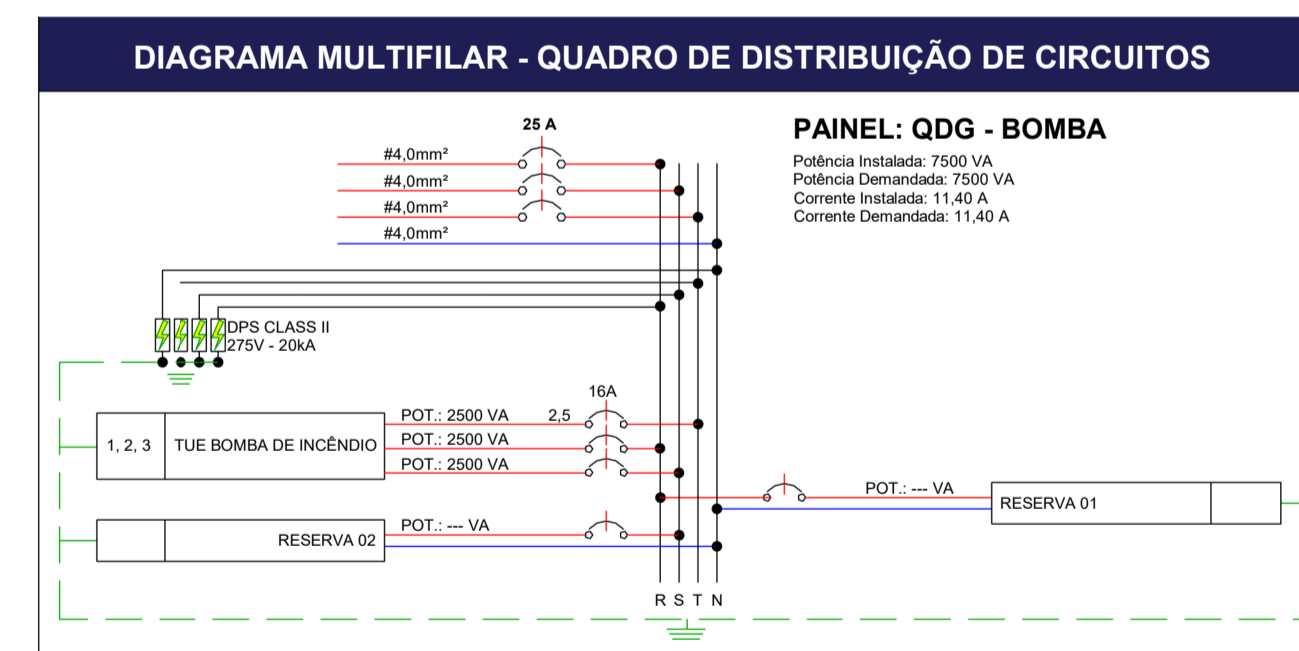 DIAGRAMA MULTIFILAR - QUADRO DE DISTRIBUIÇÃO DE CIRCUITOS
25 A
PAINEL: QDG - BOMBA
Potência Instalada: 7500 VA
Potência Demandada: 7500 VA
Corrente Instalada: 11,40 A
Corrente Demandada: 11,40 A
#4,0mm²
#4,0mm²
#4,0mm²
#4,0mm²
DPS CLASS II
275V - 20kA
16A
1, 2, 3 TUE BOMBA DE INCÊNDIO
POT.: 2500 VA 2,5
POT.: 2500 VA
POT.: 2500 VA
POT.: --- VA
RESERVA 01
POT.: --- VA
RESERVA 02
R S T N